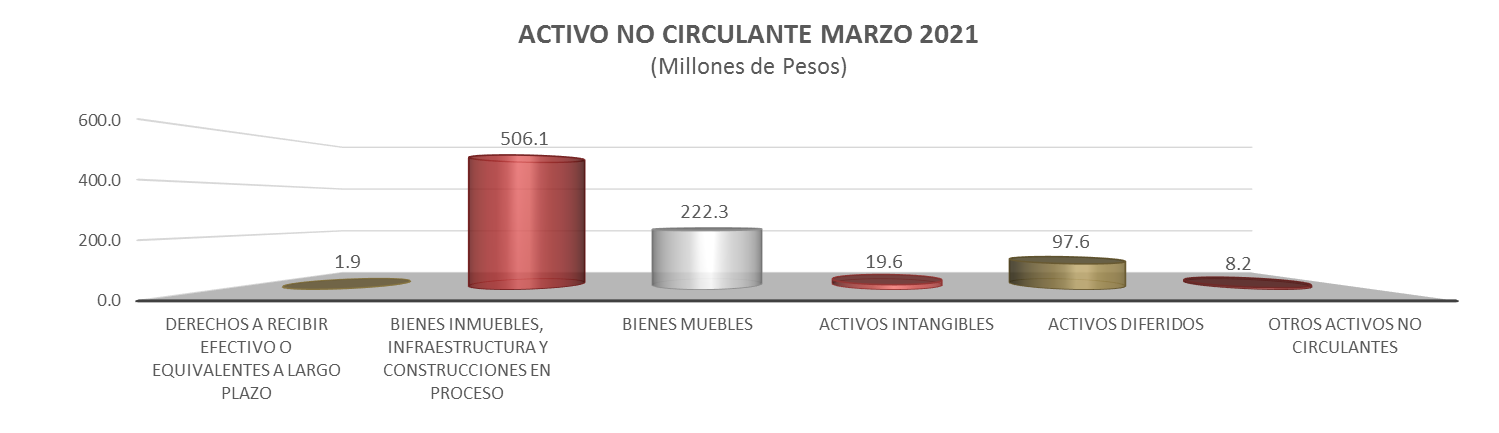 ACTIVO NO CIRCULANTE MARZO 2021
(Millones de Pesos)
600.0
400.0
200.0
0.0
1.9
506.1
222.3
19.6
97.6
8.2
DERECHOS A RECIBIR
EFECTIVO O
EQUIVALENTES A LARGO
PLAZO
BIENES INMUEBLES,
INFRAESTRUCTURA Y
CONSTRUCCIONES EN
PROCESO
BIENES MUEBLES
ACTIVOS INTANGIBLES
ACTIVOS DIFERIDOS
OTROS ACTIVOS NO
CIRCULANTES